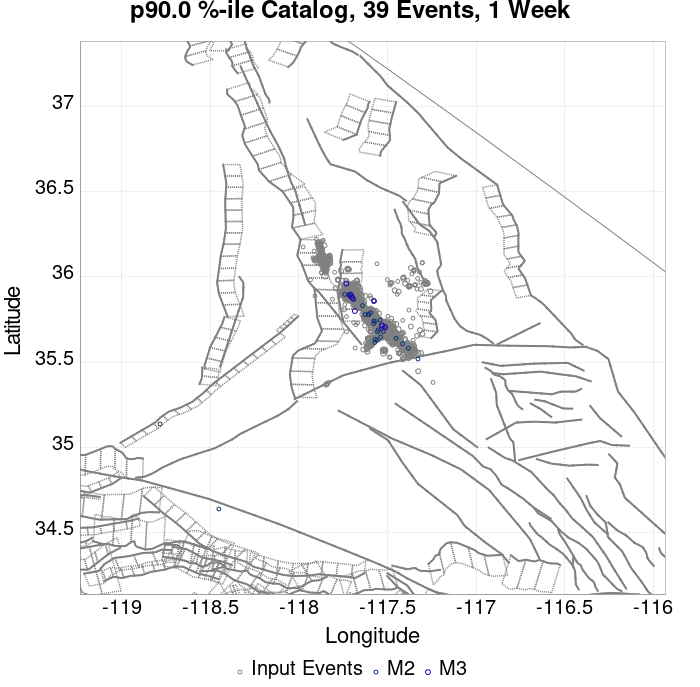 p90.0 %-ile Catalog, 39 Events, 1 Week
37
36.5
36
35.5
35
34.5
Latitude
-119
-118.5
-118
-117.5
-117
-116.5
-116
Longitude
Input Events
M2
M3